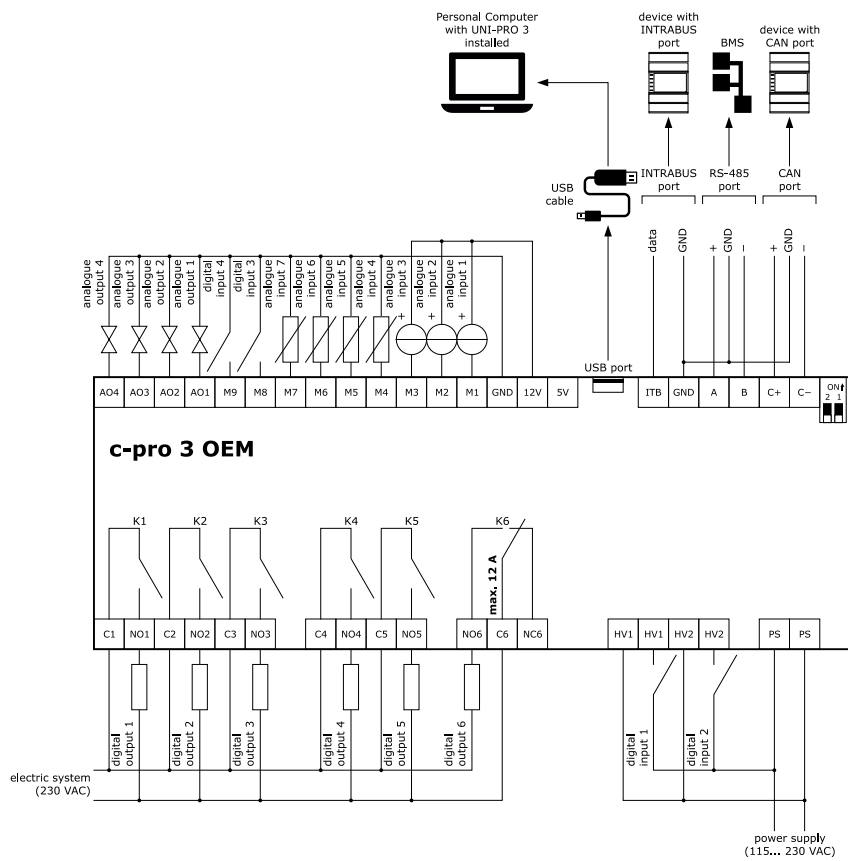 Personal Computer
with UNI-PRO 3
installed
device with
INTRABUS
port
BMS
device with
CAN port
USB
cable
INTRABUS
port
RS-485
port
CAN
port
data
GND
+
GND
−
+
GND
−
analogue
output 4
analogue
output 3
analogue
output 2
analogue
output 1
digital
input 4
digital
input 3
analogue
input 7
analogue
input 6
analogue
input 5
analogue
input 4
analogue
input 3
analogue
input 2
analogue
input 1
+
+
+
USB port
AO4 AO3 AO2 AO1 M9 M8 M7 M6 M5 M4 M3 M2 M1 GND 12V 5V
ITB GND A B C+ C−
ON
2 1
c-pro 3 OEM
K1 K2 K3 K4 K5 K6
max. 12 A
C1 NO1 C2 NO2 C3 NO3
C4 NO4 C5 NO5
NO6 C6 NC6
HV1 HV1 HV2 HV2
PS PS
digital
output 1
digital
output 2
digital
output 3
digital
output 4
digital
output 5
digital
output 6
digital
input 1
digital
input 2
electric system
(230 VAC)
power supply
(115... 230 VAC)